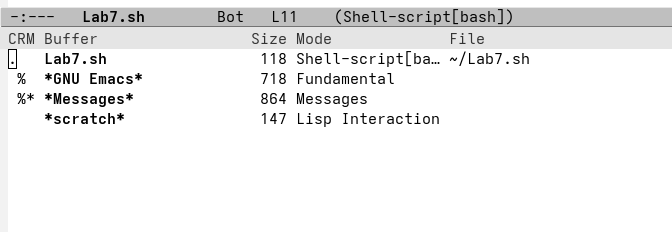 -:---   Lab7.sh        Bot   L11    (Shell-script[bash])
CRM Buffer                 Size Mode             File
.   Lab7.sh                 118 Shell-script[ba… ~/Lab7.sh
 %  *GNU Emacs*             718 Fundamental
 %* *Messages*              864 Messages
    *scratch*               147 Lisp Interaction